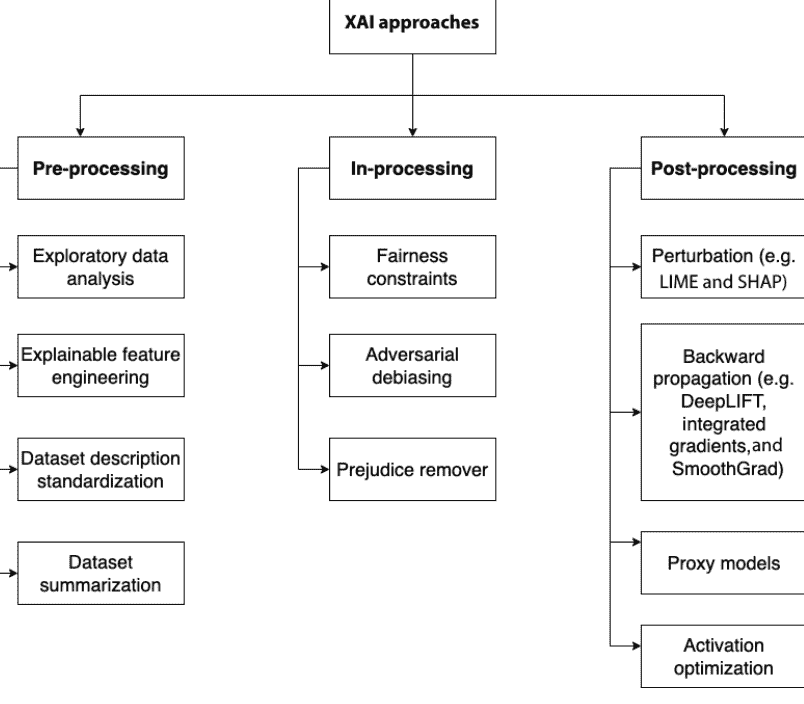 XAI approaches
Pre-processing
In-processing
Post-processing
Exploratory data
analysis
Explainable feature
engineering
Dataset description
standardization
Dataset
summarization
Fairness
constraints
Adversarial
debiasing
Prejudice remover
Perturbation (e.g.
LIME and SHAP)
Backward
propagation (e.g.
DeepLIFT,
integrated
gradients,and
SmoothGrad)
Proxy models
Activation
optimization